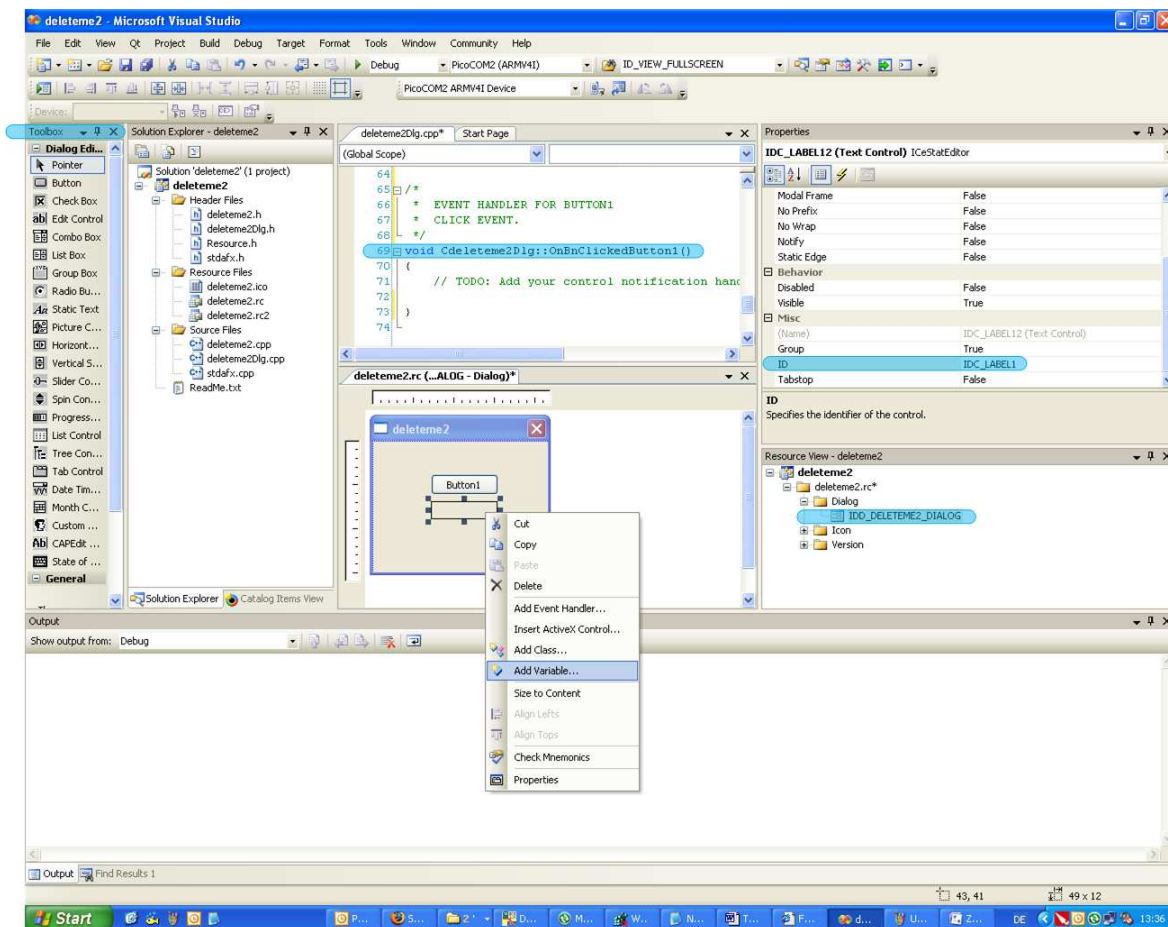 deleteme2 - Microsoft Visual Studio
File Edit View Qt Project Build Debug Target Format Tools Window Community Help
Debug PicoCOM2 (ARMV4I) ID_VIEW_FULLSCREEN
PicoCOM2 ARMV4I Device
Device:
Toolbox
Dialog Edi...
Pointer
Button
Check Box
Edit Control
Combo Box
List Box
Group Box
Radio Bu...
Static Text
Picture C...
Horizont...
Vertical S...
Slider Co...
Spin Con...
Progress...
List Control
Tree Con...
Tab Control
Date Tim...
Month C...
Custom ...
CAPEdit ...
State of ...
General
Solution Explorer - deleteme2
Solution 'deleteme2' (1 project)
deleteme2
Header Files
deleteme2.h
deleteme2Dlg.h
Resource.h
stdafx.h
Resource Files
deleteme2.ico
deleteme2.rc
deleteme2.rc2
Source Files
deleteme2.cpp
deleteme2Dlg.cpp
stdafx.cpp
ReadMe.txt
Solution Explorer Catalog Items View
deleteme2Dlg.cpp* Start Page
(Global Scope)
64
65 /*
66 * EVENT HANDLER FOR BUTTON1
67 * CLICK EVENT.
68 */
69 void Cdeleteme2Dlg::OnBnClickedButton1()
70 {
71 // TODO: Add your control notification hand
72
73 }
74
deleteme2.rc (...ALOG - Dialog)*
deleteme2
Button1
Cut
Copy
Paste
Delete
Add Event Handler...
Insert ActiveX Control...
Add Class...
Add Variable...
Size to Content
Align Lefts
Align Tops
Check Mnemonics
Properties
Properties
IDC_LABEL12 (Text Control) ICeStatEditor
Modal Frame False
No Prefix False
No Wrap False
Notify False
Static Edge False
Behavior
Disabled False
Visible True
Misc
(Name) IDC_LABEL12 (Text Control)
Group True
ID IDC_LABEL1
Tabstop False
ID
Specifies the identifier of the control.
Resource View - deleteme2
deleteme2
deleteme2.rc*
Dialog
IDD_DELETEME2_DIALOG
Icon
Version
Output
Show output from: Debug
Output Find Results 1
43, 41 49 x 12
Start P... S... 2' D... M... W... N... T... F... d... U... Z... DE 13:36